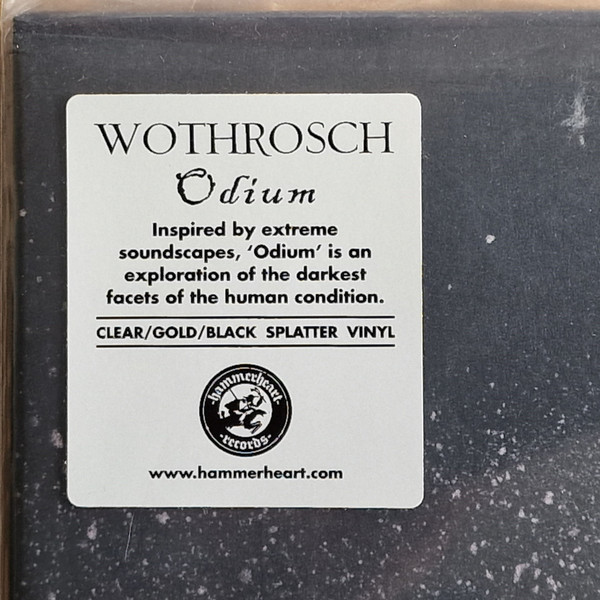 WOTHROSCH
Odium
Inspired by extreme
soundscapes, ‘Odium’ is an
exploration of the darkest
facets of the human condition.
CLEAR/GOLD/BLACK SPLATTER VINYL
·hammerheart·
·records·
www.hammerheart.com